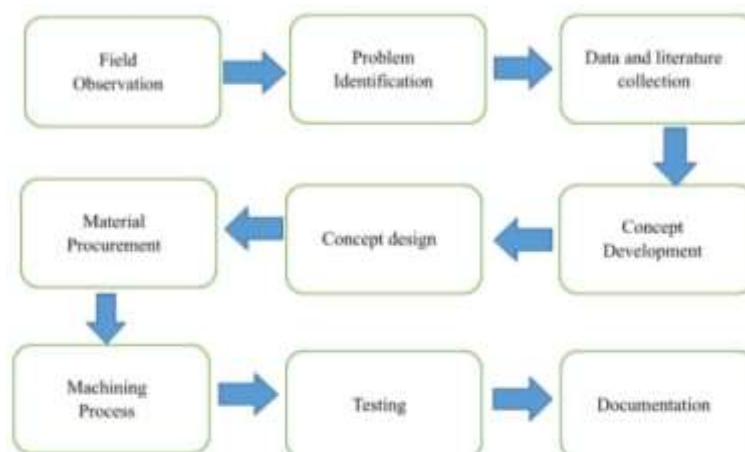 Field
Observation
Problem
Identification
Data and literature
collection
Concept
Development
Concept design
Material
Procurement
Machining
Process
Testing
Documentation